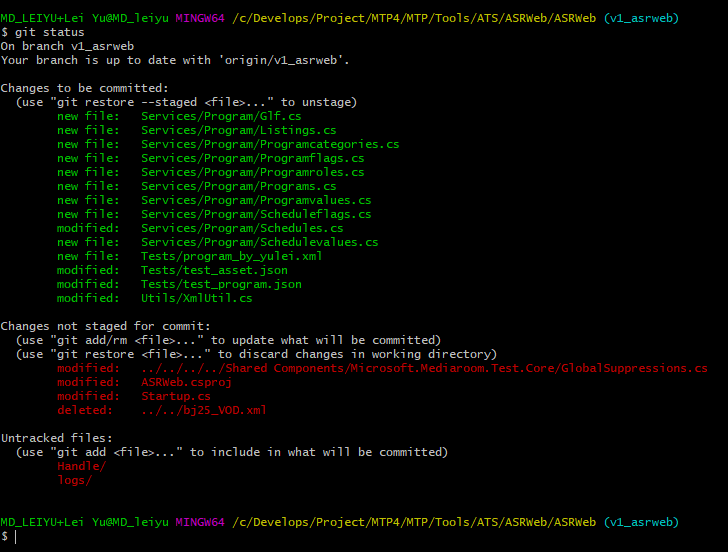 MD_LEIYU+Lei Yu@MD_leiyu MINGW64 /c/Develops/Project/MTP4/MTP/Tools/ATS/ASRWeb/ASRWeb (v1_asrweb)
$ git status
On branch v1_asrweb
Your branch is up to date with 'origin/v1_asrweb'.

Changes to be committed:
  (use "git restore --staged <file>..." to unstage)
        new file:   Services/Program/Glf.cs
        new file:   Services/Program/Listings.cs
        new file:   Services/Program/Programcategories.cs
        new file:   Services/Program/Programflags.cs
        new file:   Services/Program/Programroles.cs
        new file:   Services/Program/Programs.cs
        new file:   Services/Program/Programvalues.cs
        new file:   Services/Program/Scheduleflags.cs
        modified:   Services/Program/Schedules.cs
        new file:   Services/Program/Schedulevalues.cs
        new file:   Tests/program_by_yulei.xml
        modified:   Tests/test_asset.json
        modified:   Tests/test_program.json
        modified:   Utils/XmlUtil.cs

Changes not staged for commit:
  (use "git add/rm <file>..." to update what will be committed)
  (use "git restore <file>..." to discard changes in working directory)
        modified:   ../../../../Shared Components/Microsoft.Mediaroom.Test.Core/GlobalSuppressions.cs
        modified:   ASRWeb.csproj
        modified:   Startup.cs
        deleted:    ../../bj25_VOD.xml

Untracked files:
  (use "git add <file>..." to include in what will be committed)
        Handle/
        logs/

MD_LEIYU+Lei Yu@MD_leiyu MINGW64 /c/Develops/Project/MTP4/MTP/Tools/ATS/ASRWeb/ASRWeb (v1_asrweb)
$